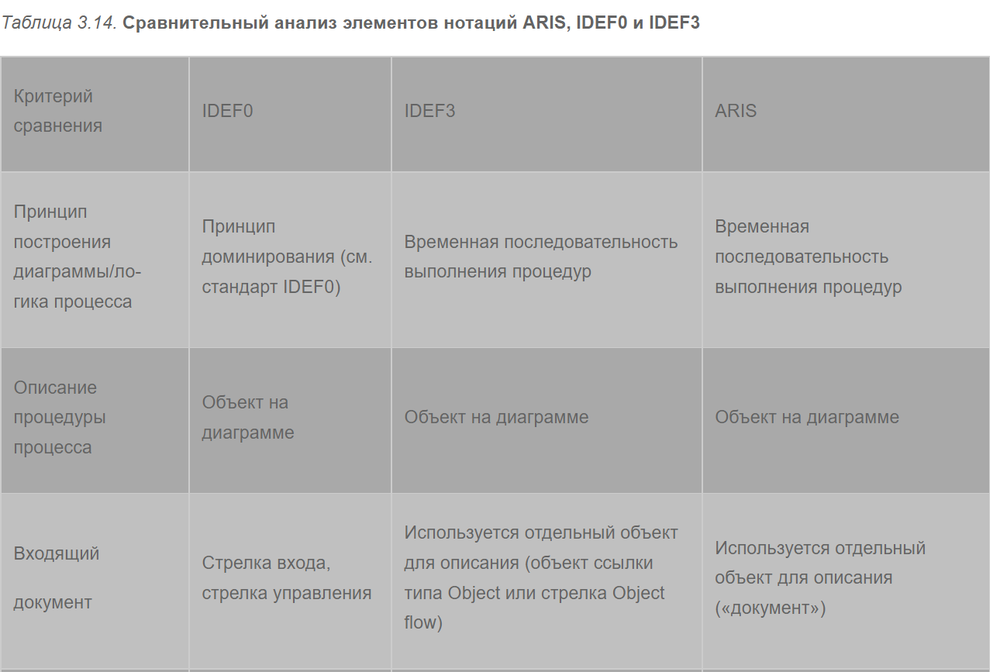 Таблица 3.14. Сравнительный анализ элементов нотаций ARIS, IDEF0 и IDEF3
Критерий
сравнения
IDEF0
IDEF3
ARIS
Принцип
построения
диаграммы/ло-
гика процесса
Принцип
доминирования (см.
стандарт IDEF0)
Временная последовательность
выполнения процедур
Временная
последовательность
выполнения процедур
Описание
процедуры
процесса
Объект на
диаграмме
Объект на диаграмме
Объект на диаграмме
Входящий
документ
Стрелка входа,
стрелка управления
Используется отдельный объект
для описания (объект ссылки
типа Object или стрелка Object
flow)
Используется отдельный
объект для описания
(«документ»)